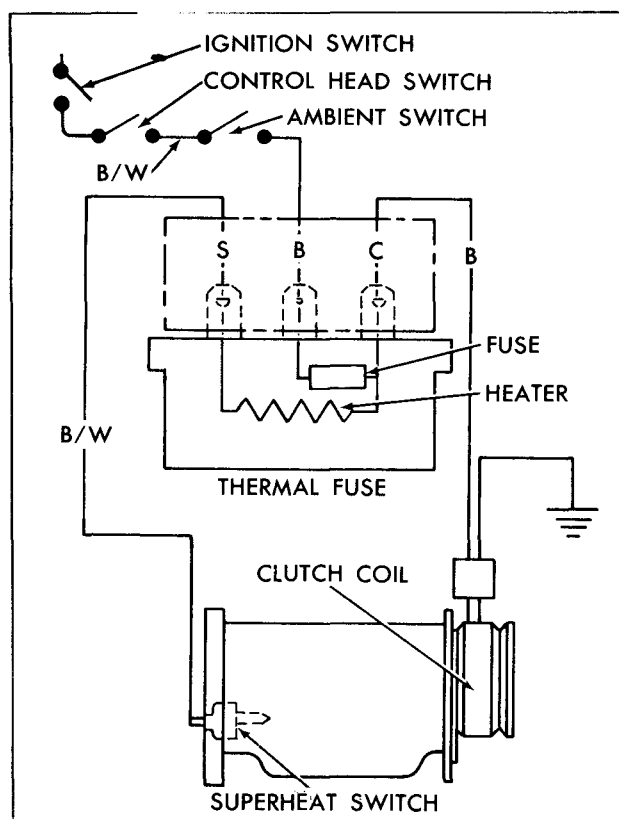 IGNITION SWITCH
CONTROL HEAD SWITCH
AMBIENT SWITCH
B/W
S B C
B
FUSE
HEATER
B/W
THERMAL FUSE
CLUTCH COIL
SUPERHEAT SWITCH